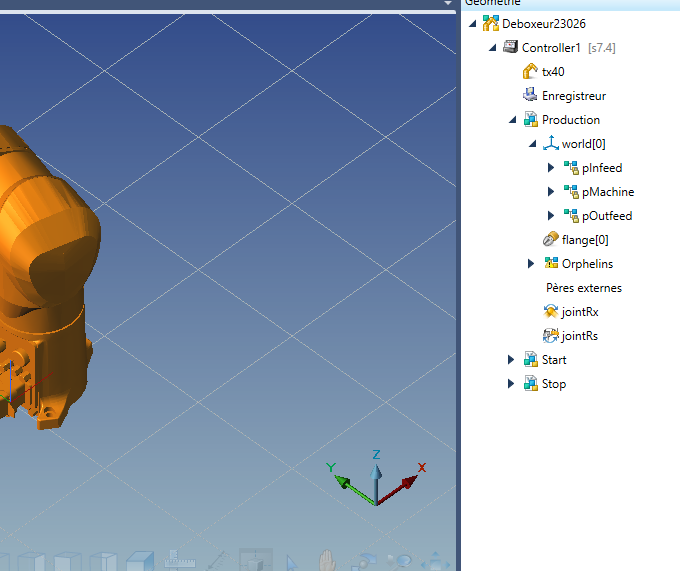 Géométrie
Deboxeur23026
Controller1 [s7.4]
tx40
Enregistreur
Production
world[0]
pInfeed
pMachine
pOutfeed
flange[0]
Orphelins
Pères externes
jointRx
jointRs
Start
Stop
Z
Y
X